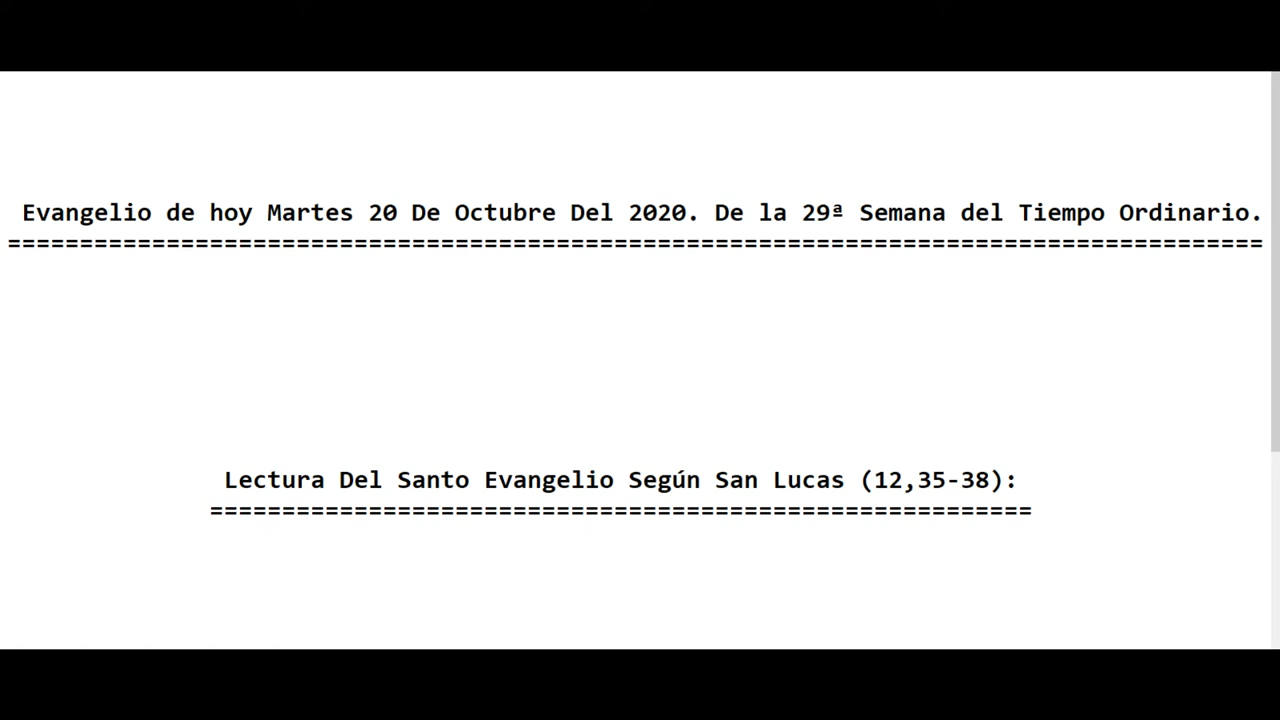 Evangelio de hoy Martes 20 De Octubre Del 2020. De la 29ª Semana del Tiempo Ordinario.
=======================================================================================
Lectura Del Santo Evangelio Según San Lucas (12,35-38):
=========================================================